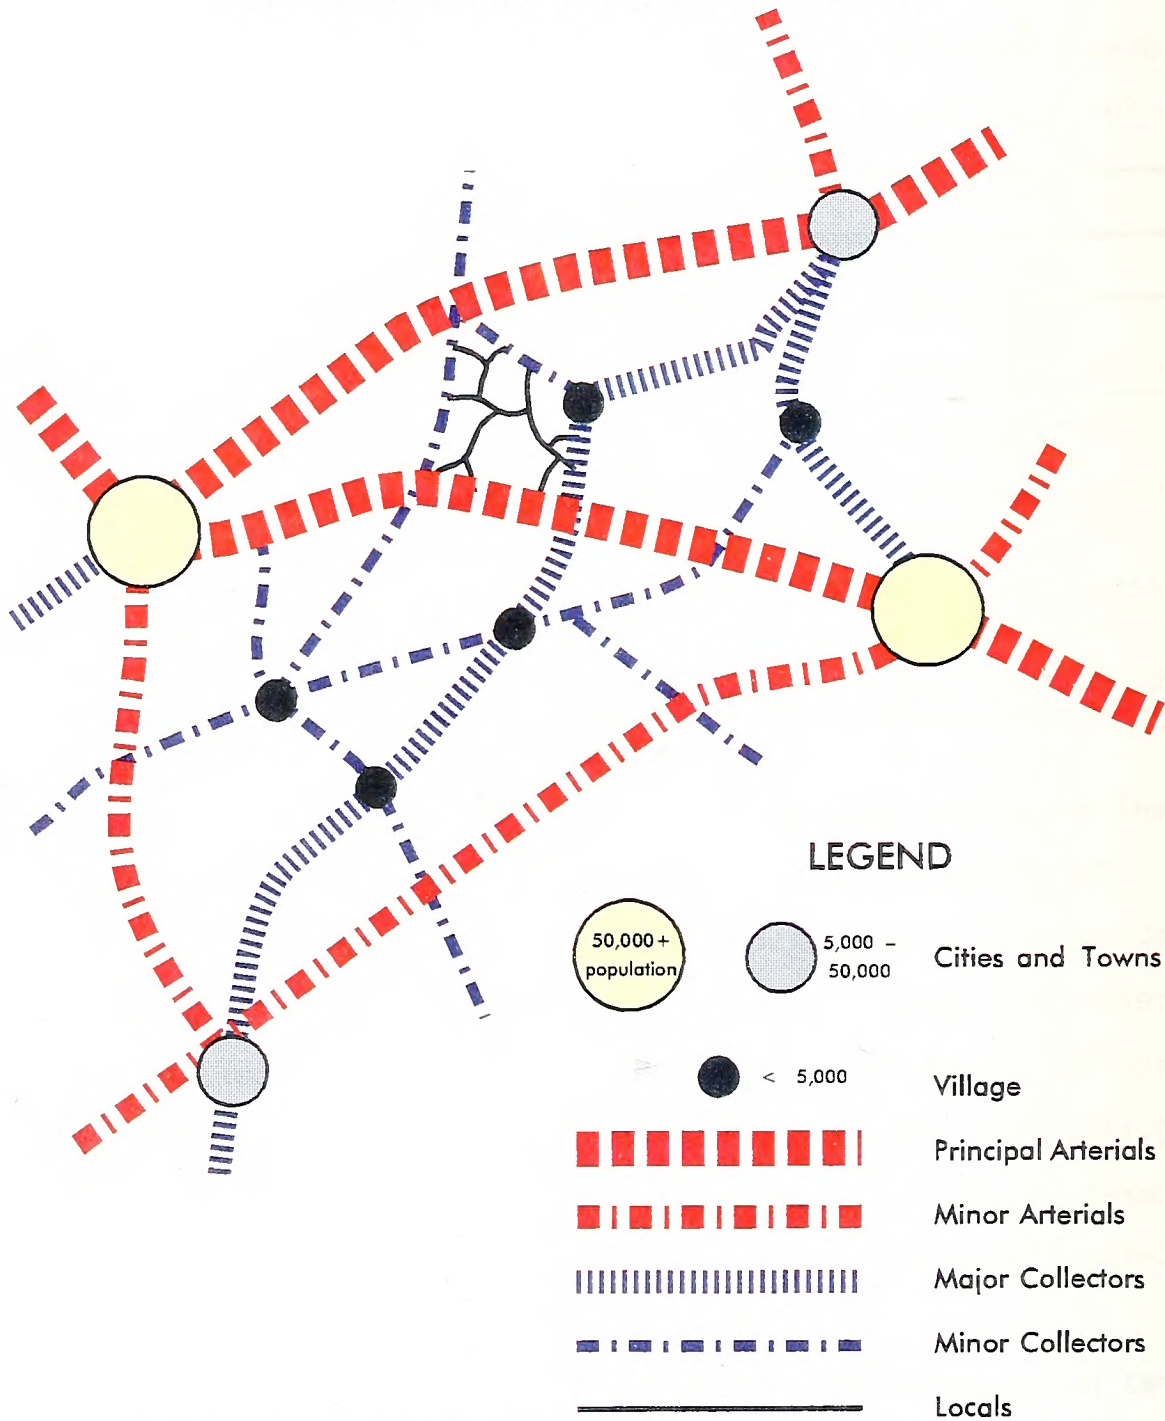 LEGEND
50,000+
population
5,000 –
50,000
Cities and Towns
< 5,000
Village
Principal Arterials
Minor Arterials
Major Collectors
Minor Collectors
Locals